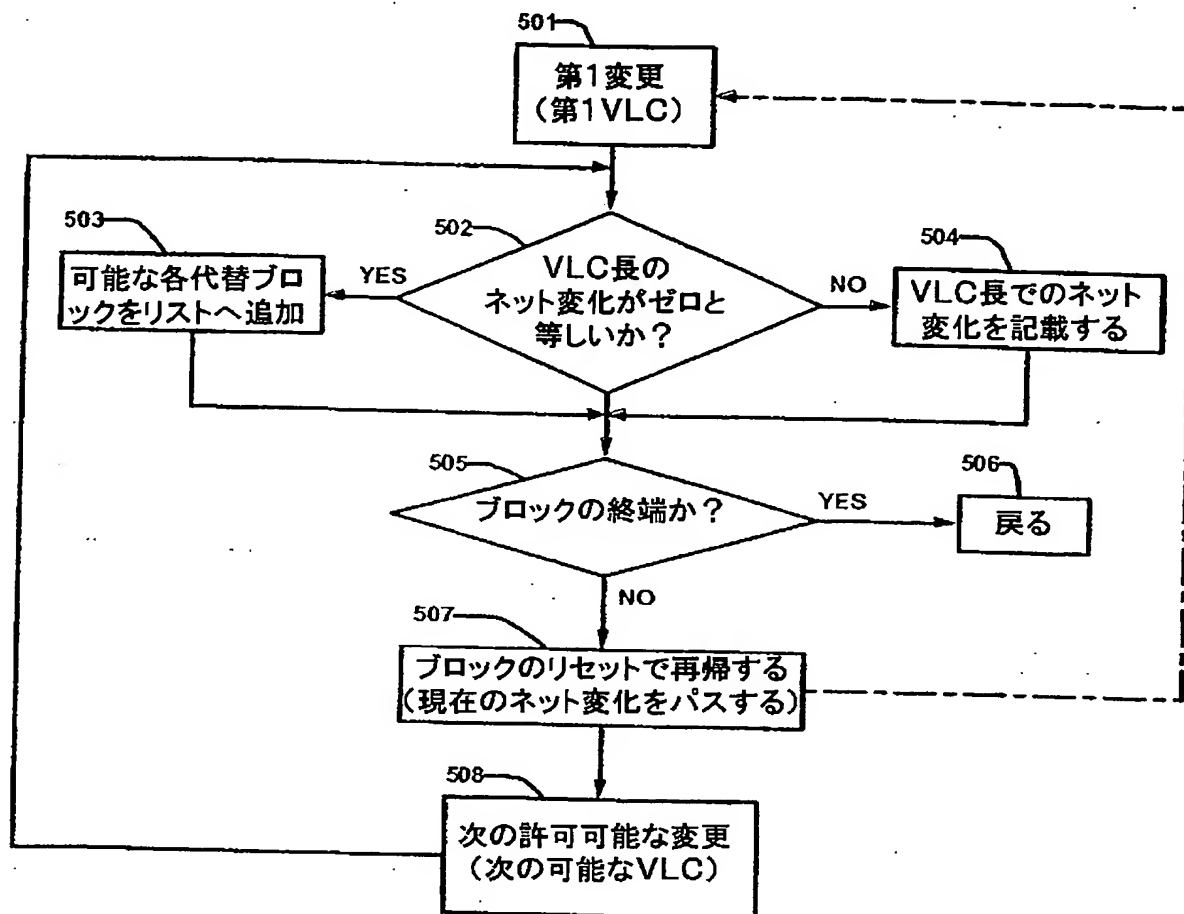 501
第1変更
(第1VLC)
503
可能な各代替ブロ
ックをリストへ追加
YES
502
VLC長の
ネット変化がゼロと
等しいか?
NO
504
VLC長でのネット
変化を記載する
505
ブロックの終端か?
YES
506
戻る
NO
507
ブロックのリセットで再帰する
(現在のネット変化をパスする)
508
次の許可可能な変更
(次の可能なVLC)